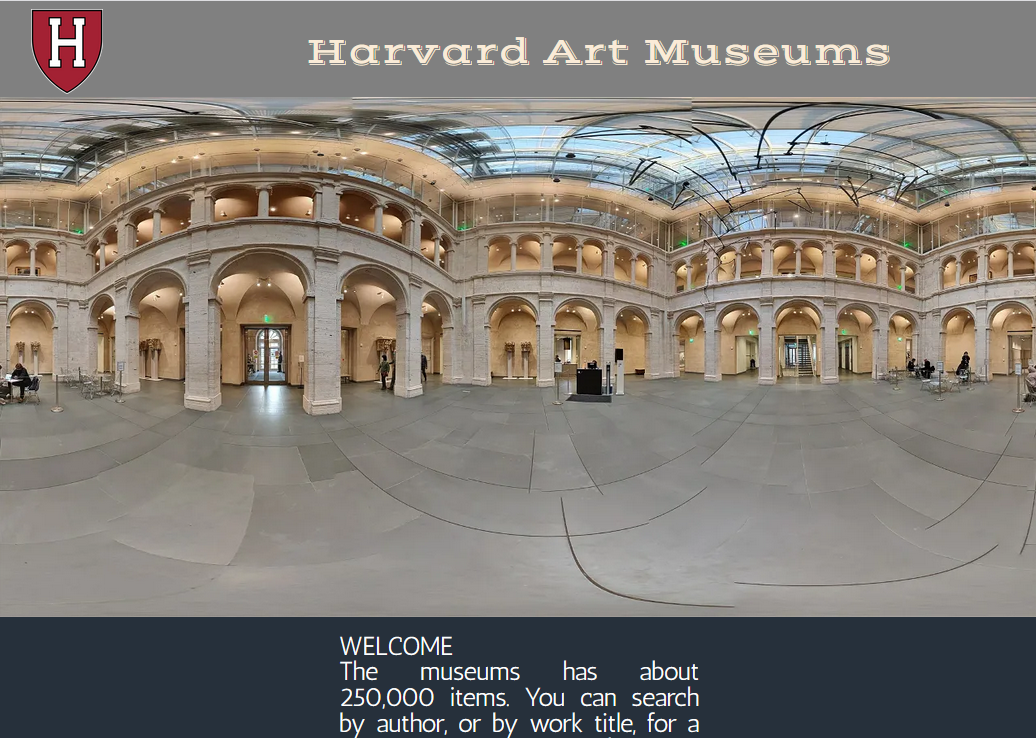 H
Harvard Art Museums
WELCOME
The museums has about
250,000 items. You can search
by author, or by work title, for a